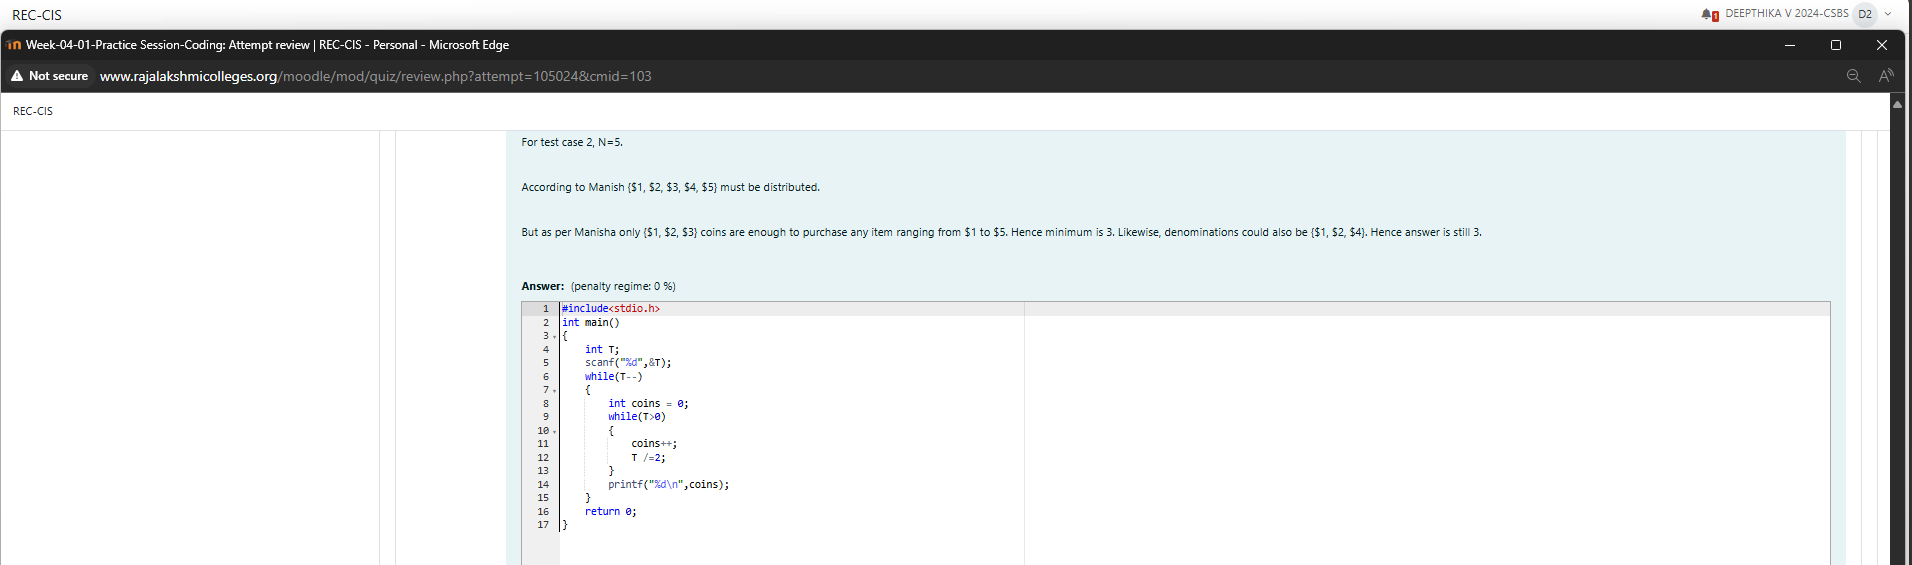 REC-CIS
1
DEEPTHIKA V 2024-CSBS D2
Week-04-01-Practice Session-Coding: Attempt review | REC-CIS - Personal - Microsoft Edge
Not secure www.rajalakshmicolleges.org/moodle/mod/quiz/review.php?attempt=105024&cmid=103
REC-CIS
For test case 2, N=5.
According to Manish {$1, $2, $3, $4, $5} must be distributed.
But as per Manisha only {$1, $2, $3} coins are enough to purchase any item ranging from $1 to $5. Hence minimum is 3. Likewise, denominations could also be {$1, $2, $4}. Hence answer is still 3.
Answer: (penalty regime: 0 %)
1 #include<stdio.h>
2 int main()
3 {
4 int T;
5 scanf("%d",&T);
6 while(T--)
7 {
8 int coins = 0;
9 while(T>0)
10 {
11 coins++;
12 T /=2;
13 }
14 printf("%d\n",coins);
15 }
16 return 0;
17 }